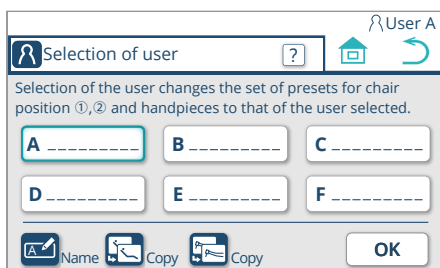 User A
Selection of user ?
Selection of the user changes the set of presets for chair
position ①,② and handpieces to that of the user selected.
A _________ B _________ C _________
D _________ E _________ F _________
A Name Copy Copy OK